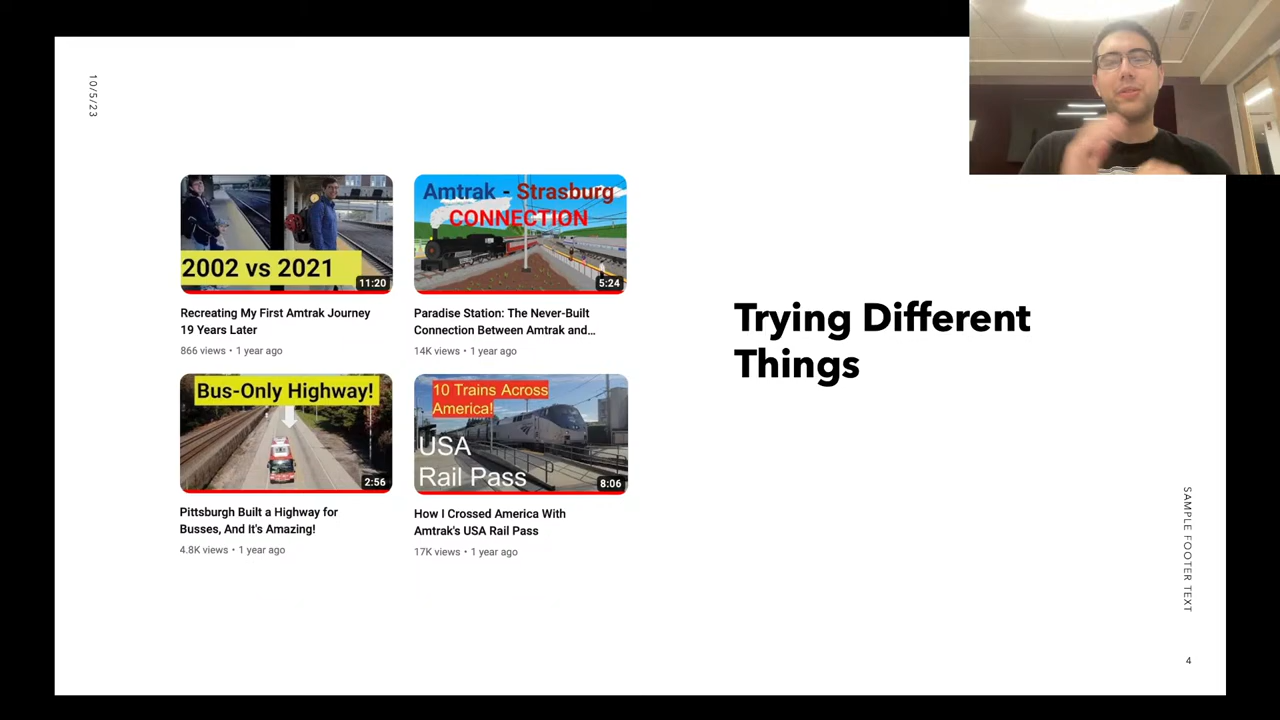 10/5/23
2002 vs 2021
11:20
Recreating My First Amtrak Journey
19 Years Later
866 views • 1 year ago
Amtrak - Strasburg
CONNECTION
5:24
Paradise Station: The Never-Built
Connection Between Amtrak and...
14K views • 1 year ago
Bus-Only Highway!
2:56
Pittsburgh Built a Highway for
Busses, And It's Amazing!
4.8K views • 1 year ago
10 Trains Across
America!
USA
Rail Pass
8:06
How I Crossed America With
Amtrak's USA Rail Pass
17K views • 1 year ago
Trying Different
Things
SAMPLE FOOTER TEXT
4